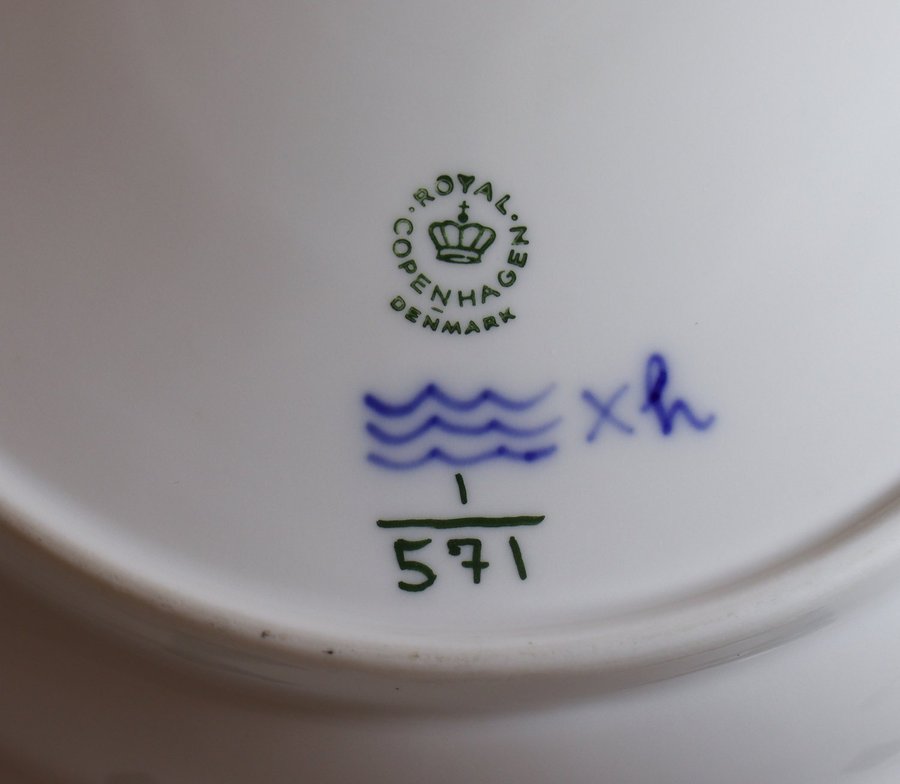 · ROYAL ·
COPENHAGEN
DENMARK
xh
1
571